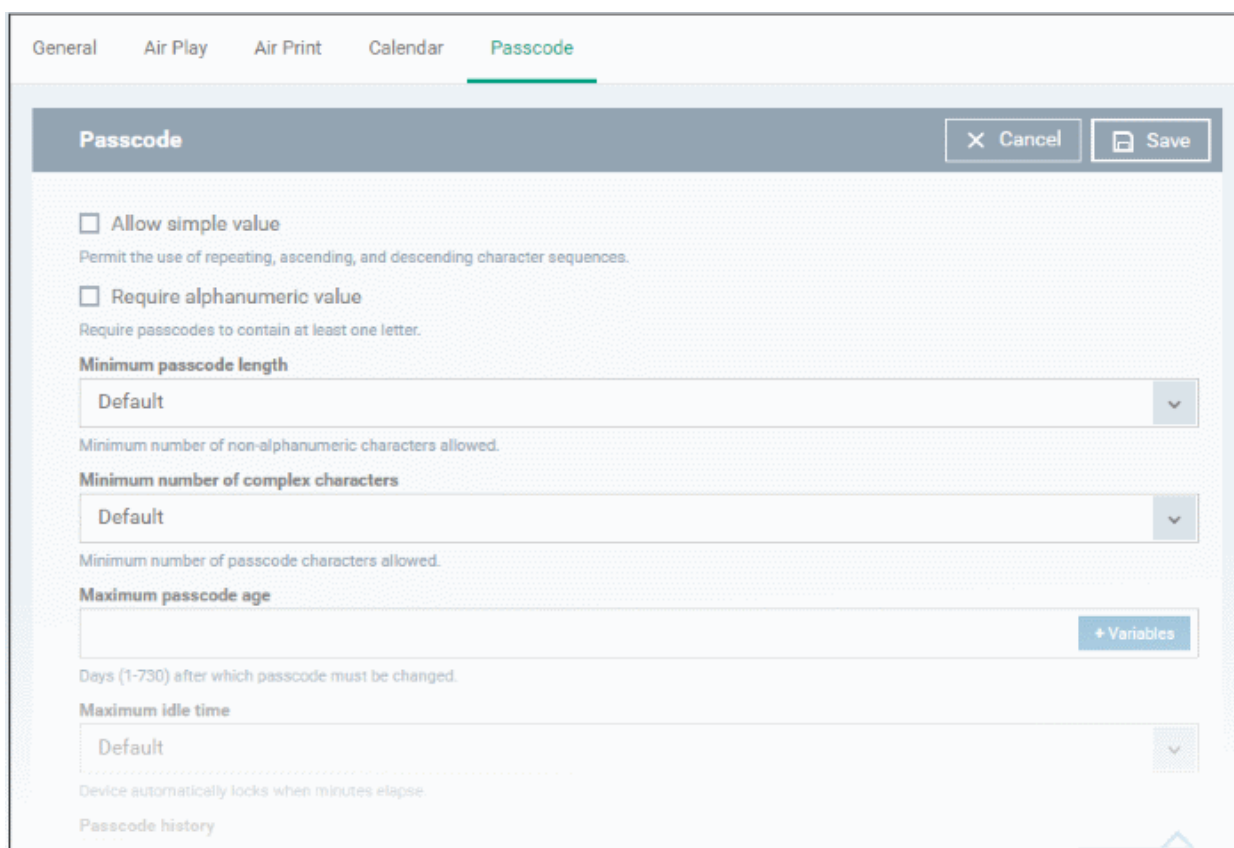 General Air Play Air Print Calendar Passcode
Passcode Cancel Save
Allow simple value
Permit the use of repeating, ascending, and descending character sequences.
Require alphanumeric value
Require passcodes to contain at least one letter.
Minimum passcode length
Default
Minimum number of non-alphanumeric characters allowed.
Minimum number of complex characters
Default
Minimum number of passcode characters allowed.
Maximum passcode age
+ Variables
Days (1-730) after which passcode must be changed.
Maximum idle time
Default
Device automatically locks when minutes elapse.
Passcode history